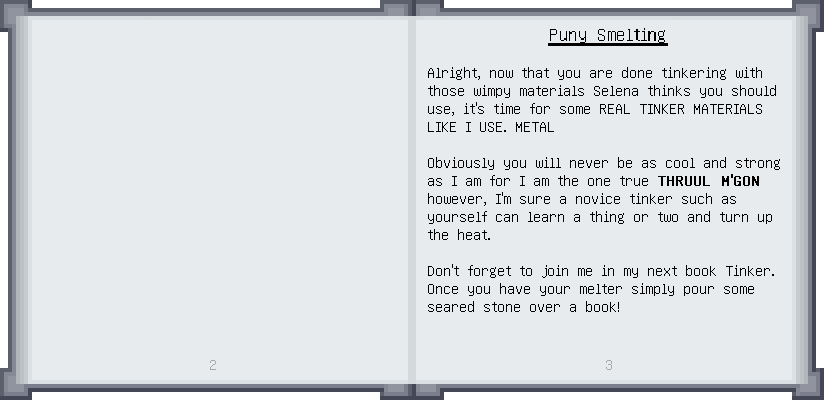 Puny Smelting
Alright, now that you are done tinkering with
those wimpy materials Selena thinks you should
use, it's time for some REAL TINKER MATERIALS
LIKE I USE. METAL
Obviously you will never be as cool and strong
as I am for I am the one true THRUUL M'GON
however, I'm sure a novice tinker such as
yourself can learn a thing or two and turn up
the heat.
Don't forget to join me in my next book Tinker.
Once you have your melter simply pour some
seared stone over a book!
2
3